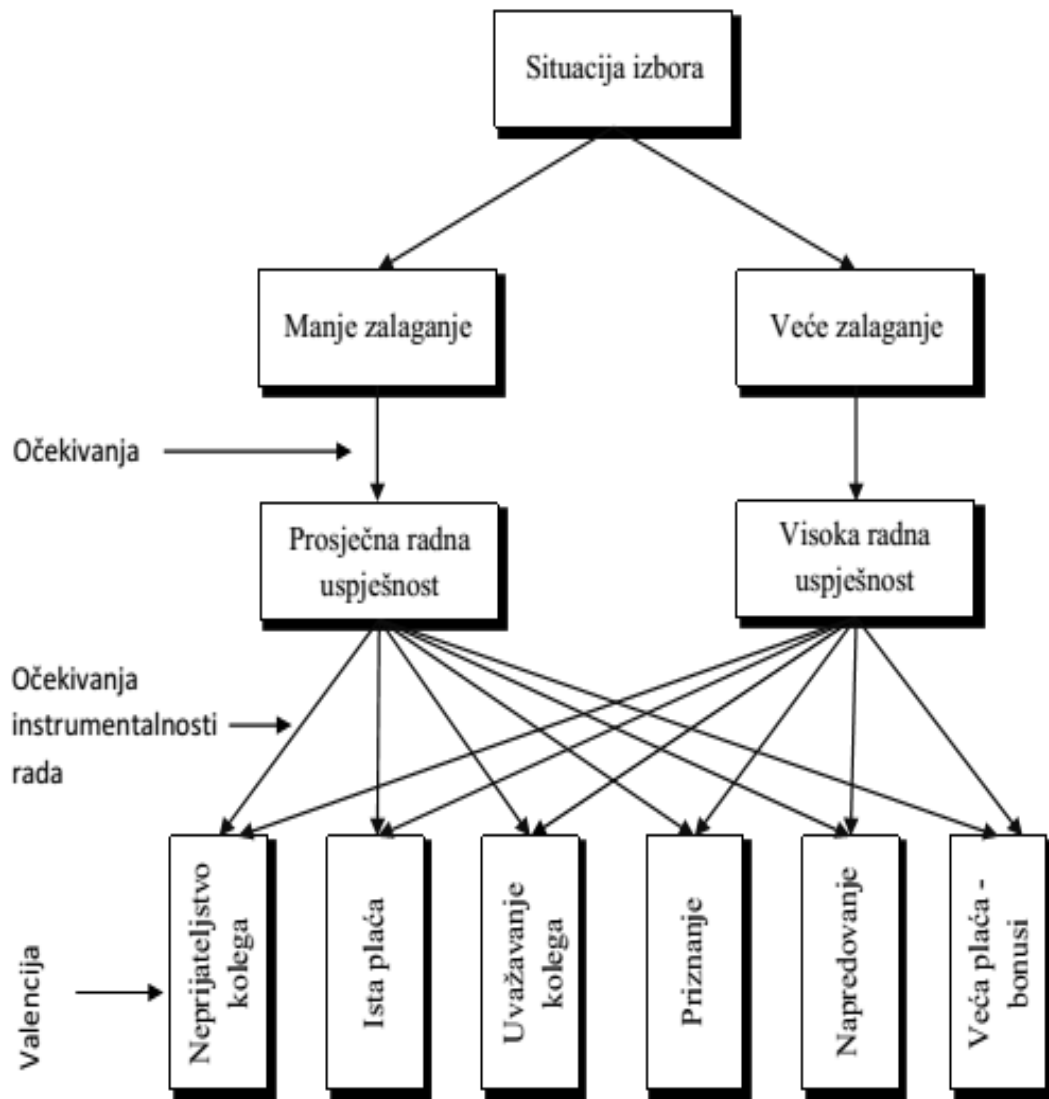 Situacija izbora
Manje zalaganje
Veće zalaganje
Očekivanja
Prosječna radna
uspješnost
Visoka radna
uspješnost
Očekivanja
instrumentalnosti
rada
Valencija
Neprijateljstvo
kolega
Ista plaća
Uvažavanje
kolega
Priznanje
Napredovanje
Veća plaća -
bonusi